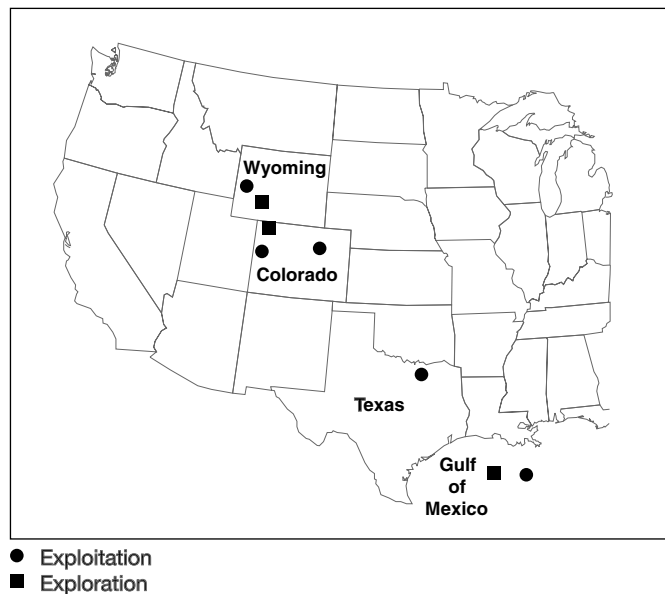 Wyoming
Colorado
Texas
Gulf
of
Mexico
Exploitation
Exploration